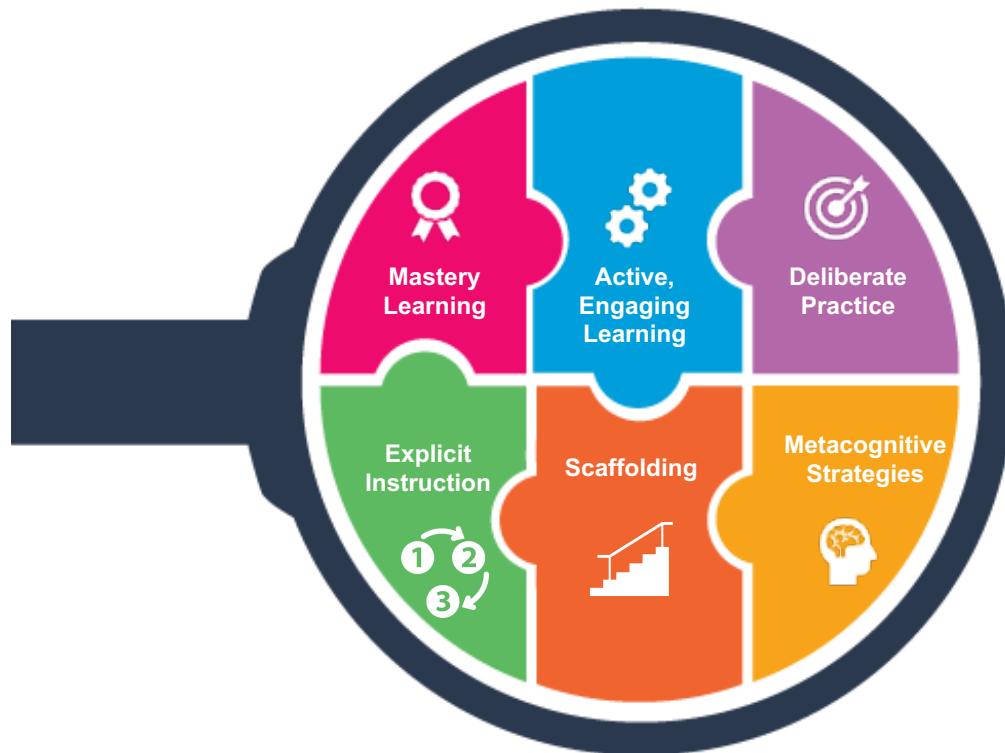 Mastery
Learning
Active,
Engaging
Learning
Deliberate
Practice
Explicit
Instruction
1 2
3
Scaffolding
Metacognitive
Strategies